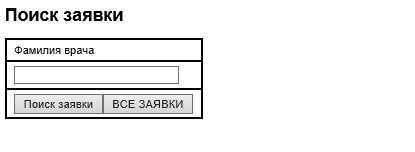 Поиск заявки
Фамилия врача
Поиск заявки ВСЕ ЗАЯВКИ